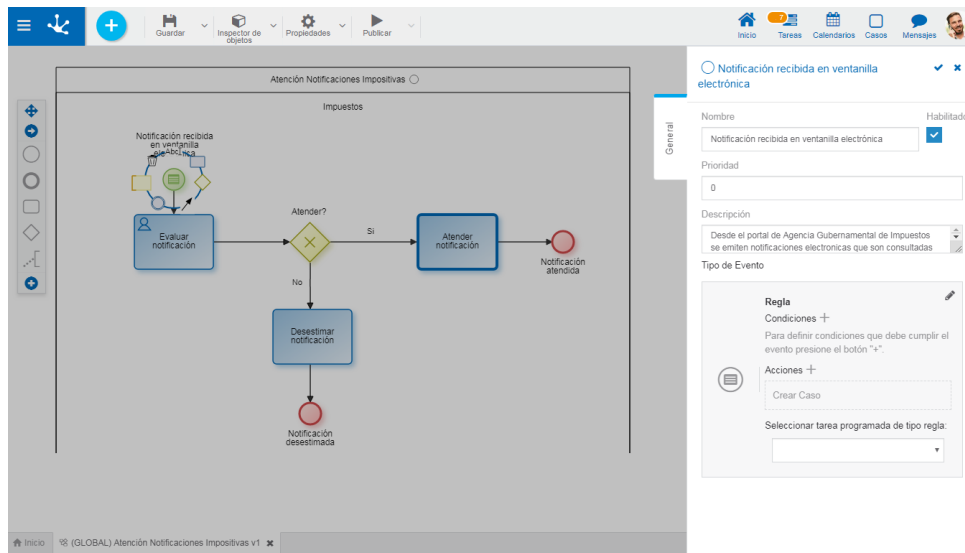 Guardar
Inspector de
objetos
Propiedades
Publicar
Inicio
7
Tareas
Calendarios
Casos
Mensajes
Atención Notificaciones Impositivas
Impuestos
Notificación recibida
en ventanilla
Abc
Evaluar
notificación
Atender?
Si
No
Atender
notificación
Notificación
atendida
Desestimar
notificación
Notificación
desestimada
General
Notificación recibida en ventanilla
electrónica
Nombre
Habilitado
Notificación recibida en ventanilla electrónica
Prioridad
0
Descripción
Desde el portal de Agencia Gubernamental de Impuestos
se emiten notificaciones electronicas que son consultadas
Tipo de Evento
Regla
Condiciones +
Para definir condiciones que debe cumplir el
evento presione el botón "+".
Acciones +
Crear Caso
Seleccionar tarea programada de tipo regla:
Inicio
(GLOBAL) Atención Notificaciones Impositivas v1